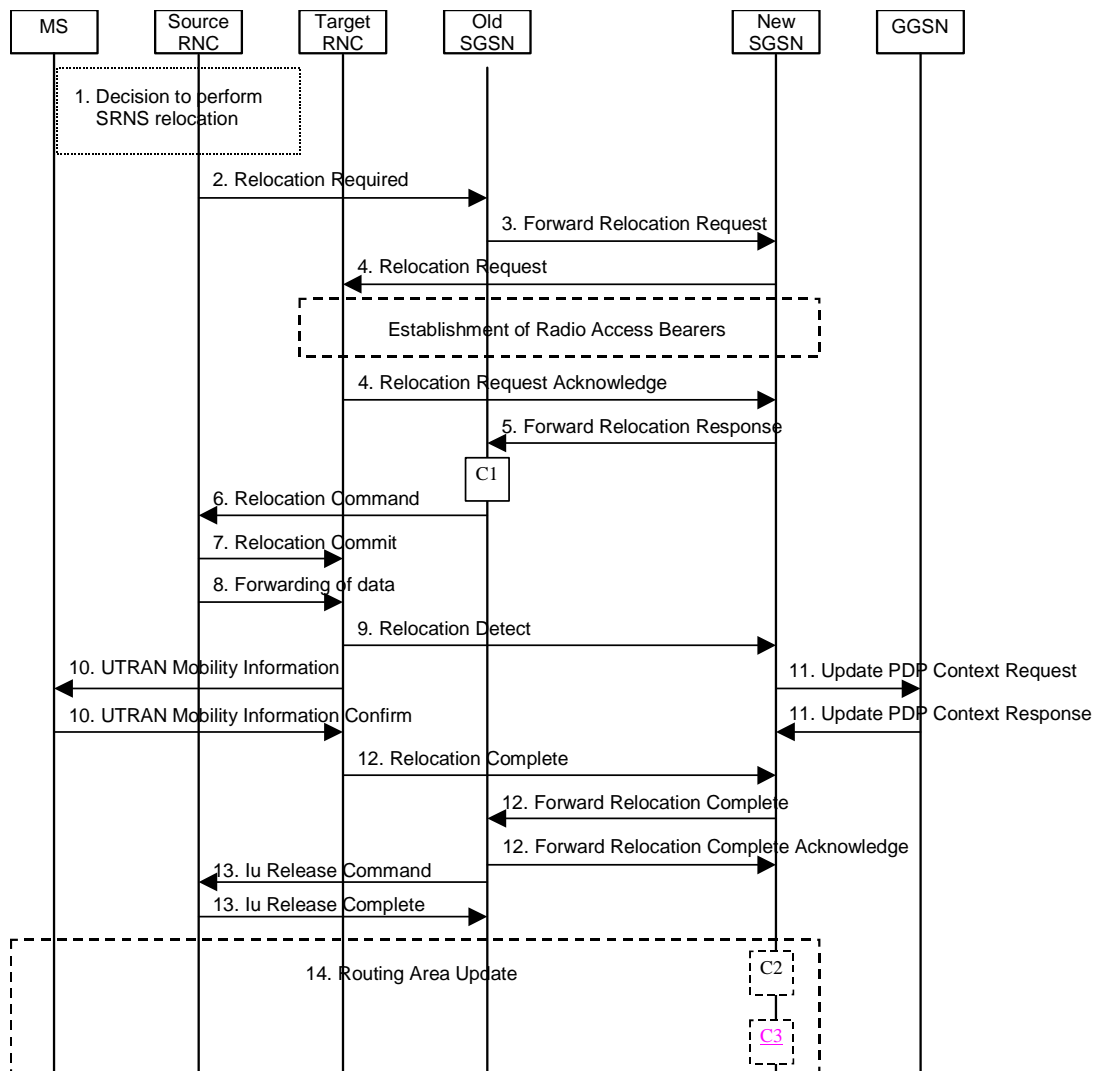 MS
Source
RNC
Target
RNC
Old
SGSN
New
SGSN
GGSN
1. Decision to perform
SRNS relocation
2. Relocation Required
3. Forward Relocation Request
4. Relocation Request
Establishment of Radio Access Bearers
4. Relocation Request Acknowledge
5. Forward Relocation Response
C1
6. Relocation Command
7. Relocation Commit
8. Forwarding of data
9. Relocation Detect
10. UTRAN Mobility Information
11. Update PDP Context Request
10. UTRAN Mobility Information Confirm
11. Update PDP Context Response
12. Relocation Complete
12. Forward Relocation Complete
12. Forward Relocation Complete Acknowledge
13. Iu Release Command
13. Iu Release Complete
14. Routing Area Update
C2
C3